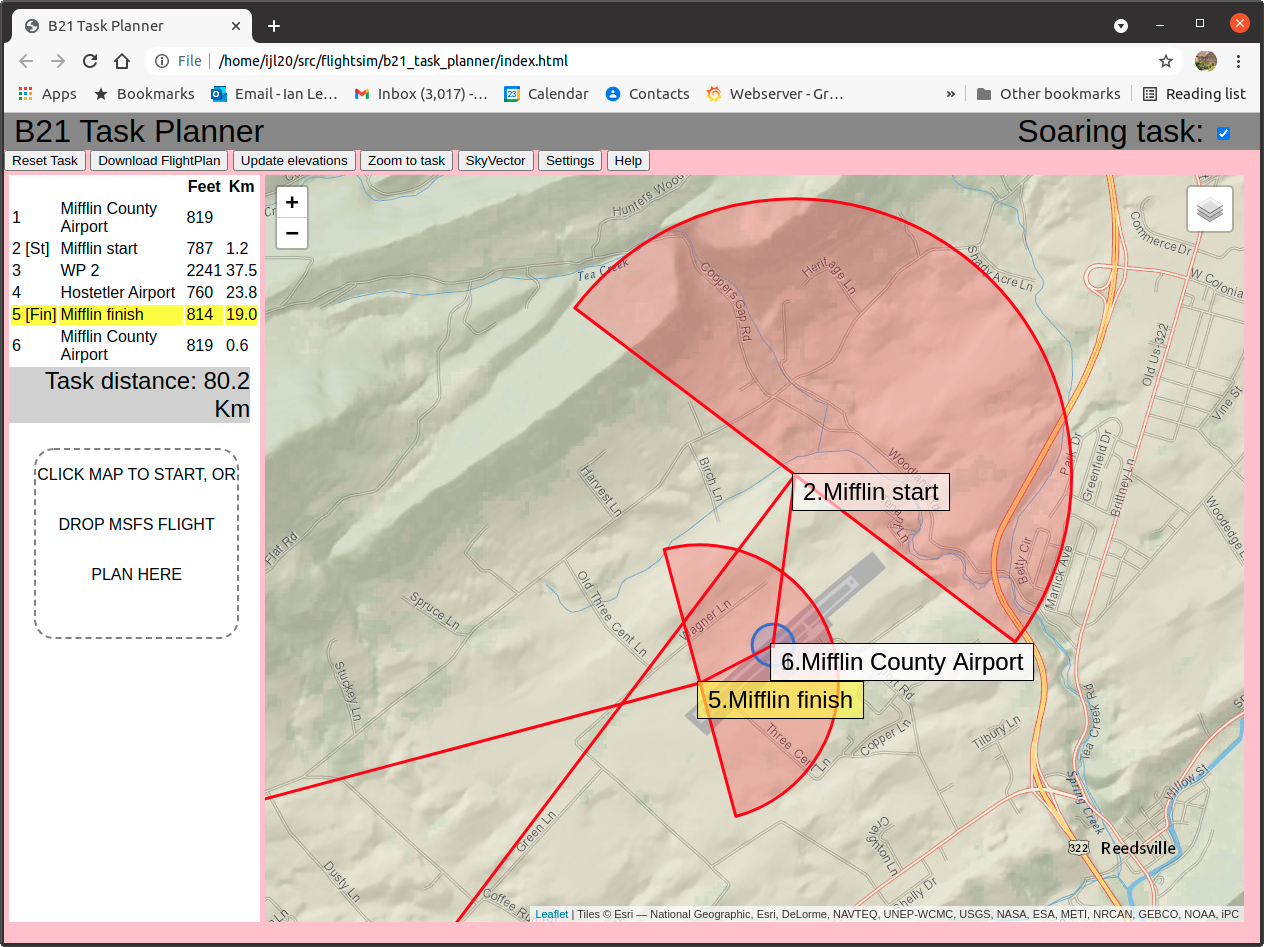 B21 Task Planner
File
/home/ijl20/src/flightsim/b21_task_planner/index.html
Apps
Bookmarks
Email - Ian Le…
Inbox (3,017) -…
23
Calendar
Contacts
Webserver - Gr…
»
Other bookmarks
Reading list
B21 Task Planner
Soaring task:
Reset Task
Download FlightPlan
Update elevations
Zoom to task
SkyVector
Settings
Help
Feet Km
1 Mifflin County Airport 819
2 [St] Mifflin start 787 1.2
3 WP 2 2241 37.5
4 Hostetler Airport 760 23.8
5 [Fin] Mifflin finish 814 19.0
6 Mifflin County Airport 819 0.6
Task distance: 80.2
Km
CLICK MAP TO START, OR
DROP MSFS FLIGHT
PLAN HERE
+
−
Hunters Wood
Tea Creek
Coopers Gap Rd
Heritage Ln
Shady Acre Ln
Commerce Dr
W. Colonia
Old Us-322
Vine St
Park Dr
Greenfield Dr
Brittney Ln
Woodedge Ln
Birch Ln
Harvest Ln
Flat Rd
2.Mifflin start
Betty Cir
Marlick Ave
Old Three Cent Ln
Spruce Ln
Wagner Ln
Stuckey Ln
6.Mifflin County Airport
5.Mifflin finish
Three Cent Ln
Copper Ln
Tilbury Ln
Tea Creek Rd
Willow St
Spring Creek
Green Ln
Dusty Ln
Coffee R
Creighton Ln
Shelly Dr
322
Reedsville
Leaflet | Tiles © Esri — National Geographic, Esri, DeLorme, NAVTEQ, UNEP-WCMC, USGS, NASA, ESA, METI, NRCAN, GEBCO, NOAA, iPC